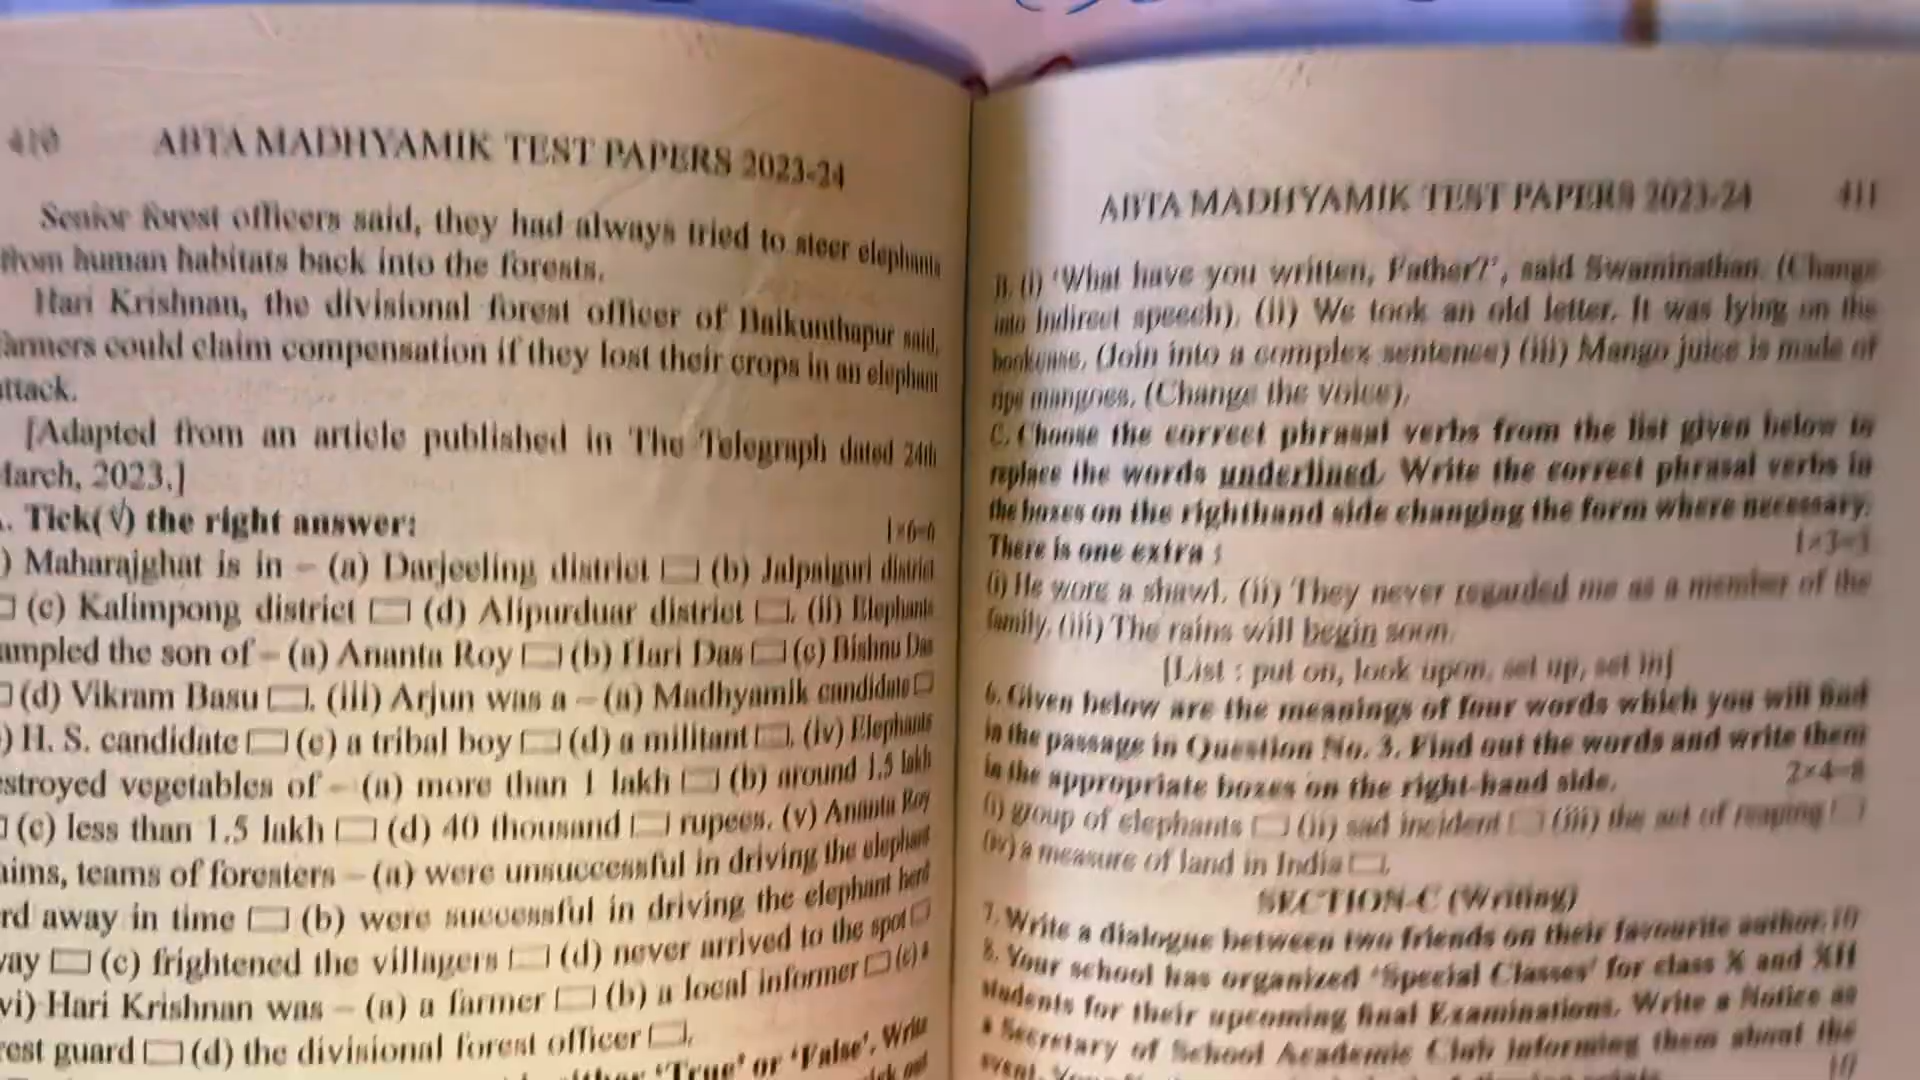 410 ABTA MADHYAMIK TEST PAPERS 2023-24
Senior forest officers said, they had always tried to steer elephants
from human habitats back into the forests.
Hari Krishnan, the divisional forest officer of Baikunthapur said,
farmers could claim compensation if they lost their crops in an elephant
attack.
[Adapted from an article published in The Telegraph dated 24th
March, 2023.]
. Tick(√) the right answer: 1×6=6
) Maharajghat is in – (a) Darjeeling district (b) Jalpaiguri district
(c) Kalimpong district (d) Alipurduar district . (ii) Elephants
ampled the son of – (a) Ananta Roy (b) Hari Das (c) Bishnu Das
(d) Vikram Basu . (iii) Arjun was a – (a) Madhyamik candidate
) H. S. candidate (c) a tribal boy (d) a militant . (iv) Elephants
estroyed vegetables of – (a) more than 1 lakh (b) around 1.5 lakh
(c) less than 1.5 lakh (d) 40 thousand rupees. (v) Ananta Roy
aims, teams of foresters – (a) were unsuccessful in driving the elephant
rd away in time (b) were successful in driving the elephant herd
way (c) frightened the villagers (d) never arrived to the spot
vi) Hari Krishnan was – (a) a farmer (b) a local informer (c) a
rest guard (d) the divisional forest officer .
'True' or 'False'. Write
ABTA MADHYAMIK TEST PAPERS 2023-24 411
B. (i) 'What have you written, Father?', said Swaminathan. (Change
into Indirect speech). (ii) We took an old letter. It was lying on the
bookcase. (Join into a complex sentence) (iii) Mango juice is made of
ripe mangoes. (Change the voice).
C. Choose the correct phrasal verbs from the list given below to
replace the words underlined. Write the correct phrasal verbs in
the boxes on the righthand side changing the form where necessary.
There is one extra : 1×3=3
(i) He wore a shawl. (ii) They never regarded me as a member of the
family. (iii) The rains will begin soon.
[List : put on, look upon, set up, set in]
6. Given below are the meanings of four words which you will find
in the passage in Question No. 3. Find out the words and write them
in the appropriate boxes on the right-hand side. 2×4=8
(i) group of elephants (ii) sad incident (iii) the act of reaping
(iv) a measure of land in India .
SECTION-C (Writing)
7. Write a dialogue between two friends on their favourite author. 10
8. Your school has organized 'Special Classes' for class X and XII
students for their upcoming final Examinations. Write a Notice as
a Secretary of School Academic Club informing them about the
event. 10